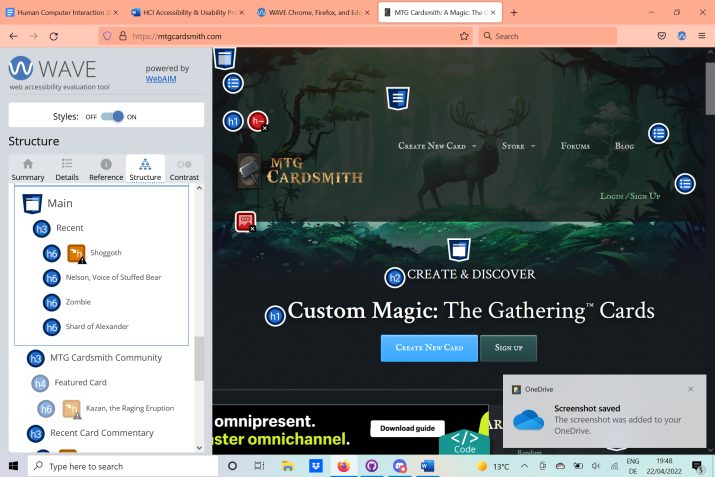 Human Computer Interaction 20
HCI Accessibility & Usability Pro
WAVE Chrome, Firefox, and Edg
MTG Cardsmith: A Magic: The G
https://mtgcardsmith.com
Search
WAVE
web accessibility evaluation tool
powered by
WebAIM
Styles: OFF ON
Structure
Summary Details Reference Structure Contrast
Main
h3 Recent
h6 h Shoggoth
h6 Nelson, Voice of Stuffed Bear
h6 Zombie
h6 Shard of Alexander
h3 MTG Cardsmith Community
h4 Featured Card
h6 h Kazan, the Raging Eruption
h3 Recent Card Commentary
h1 h-
MTG
Cardsmith
Create New Card
Store
Forums
Blog
Login / Sign Up
h2 CREATE & DISCOVER
h1 Custom Magic: The Gathering™ Cards
Create New Card
Sign up
omnipresent.
aster omnichannel.
Download guide
</>
Code
AR
Random
OneDrive
Screenshot saved
The screenshot was added to your
OneDrive.
Type here to search
13°C
ENG
DE
19:48
22/04/2022
5